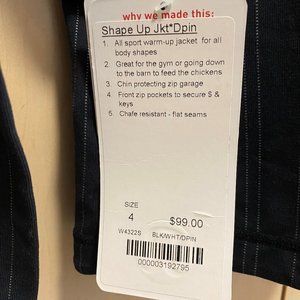 why we made this:
Shape Up Jkt*Dpin
1. All sport warm-up jacket for all
body shapes
2. Great for the gym or going down
to the barn to feed the chickens
3. Chin protecting zip garage
4 Front zip pockets to secure $ &
keys
5. Chafe resistant - flat seams
SIZE
4
$99.00
W4322S
BLK/WHT/DPIN
000003192795